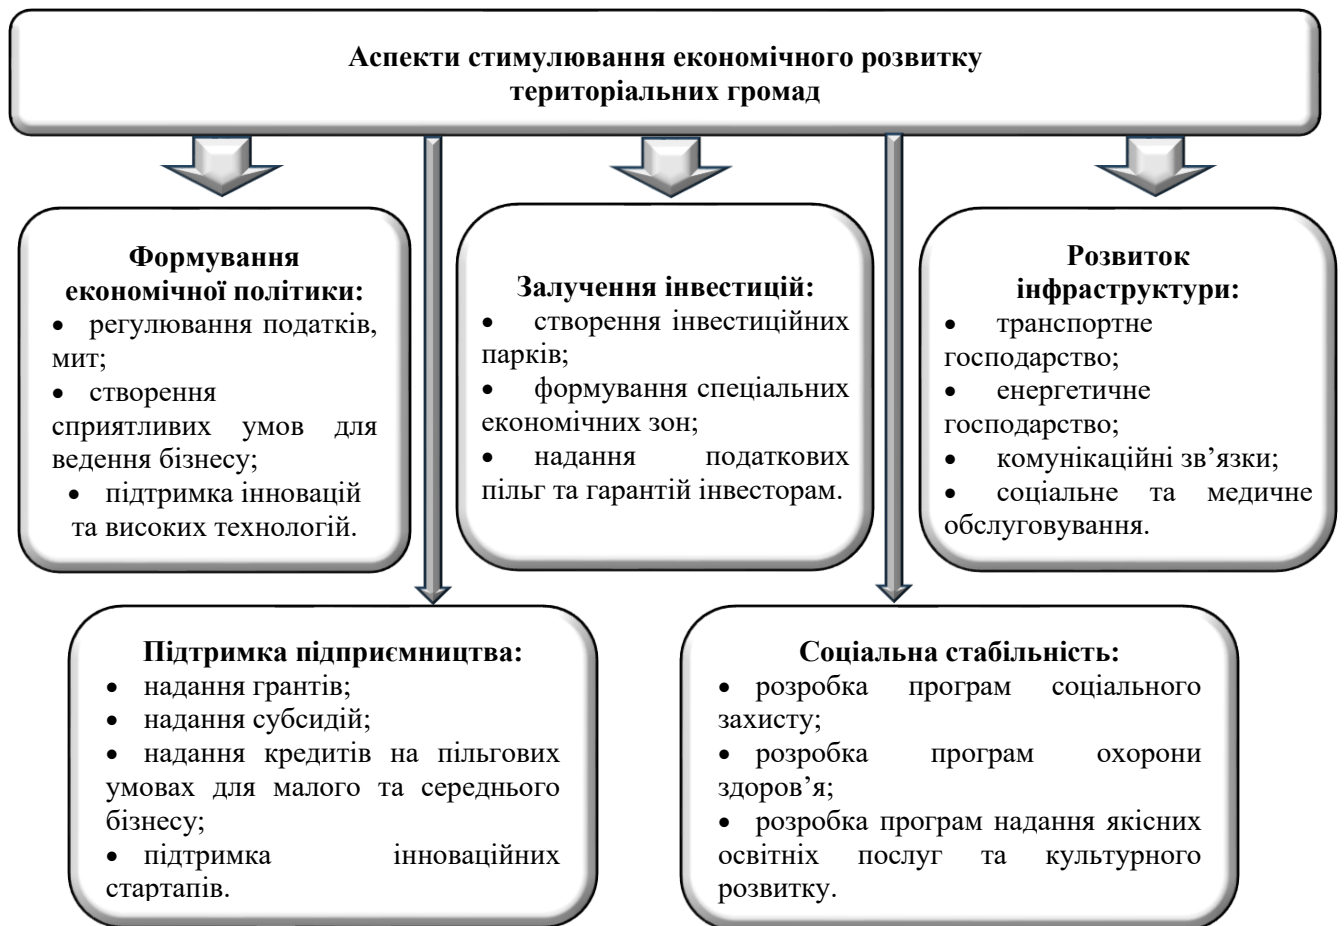 Аспекти стимулювання економічного розвитку
територіальних громад
Формування
економічної політики:
• регулювання податків,
мит;
• створення
сприятливих умов для
ведення бізнесу;
• підтримка інновацій
та високих технологій.
Залучення інвестицій:
• створення інвестиційних
парків;
• формування спеціальних
економічних зон;
• надання податкових
пільг та гарантій інвесторам.
Розвиток
інфраструктури:
• транспортне
господарство;
• енергетичне
господарство;
• комунікаційні зв’язки;
• соціальне та медичне
обслуговування.
Підтримка підприємництва:
• надання грантів;
• надання субсидій;
• надання кредитів на пільгових
умовах для малого та середнього
бізнесу;
• підтримка інноваційних
стартапів.
Соціальна стабільність:
• розробка програм соціального
захисту;
• розробка програм охорони
здоров’я;
• розробка програм надання якісних
освітніх послуг та культурного
розвитку.